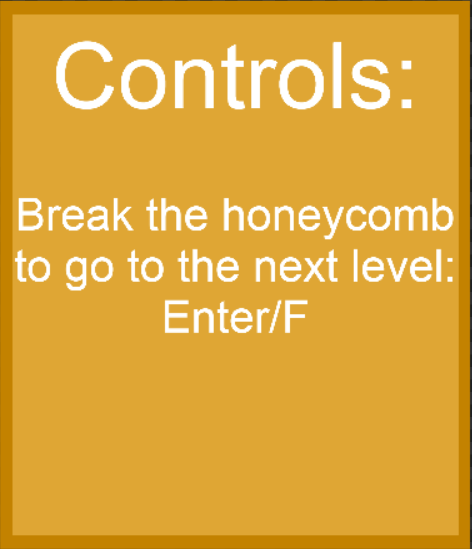 Controls:
Break the honeycomb
to go to the next level:
Enter/F